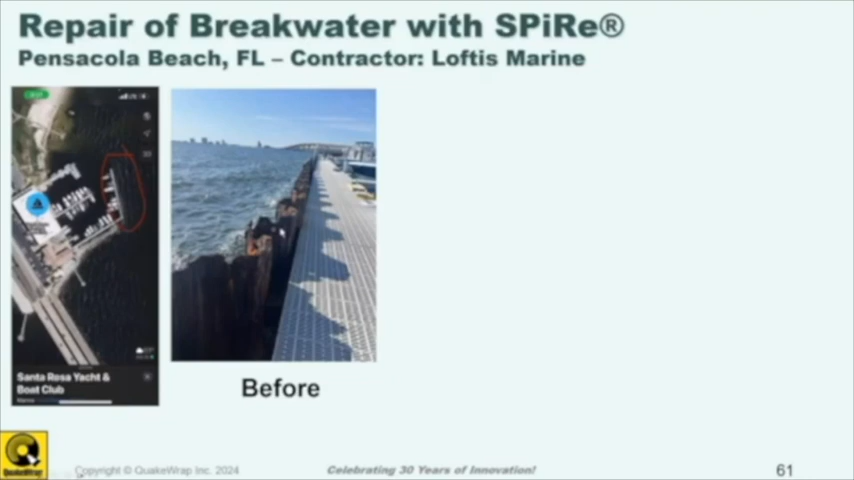 Repair of Breakwater with SPiRe®
Pensacola Beach, FL – Contractor: Loftis Marine
Santa Rosa Yacht &
Boat Club
Before
QuakeWrap
Copyright © QuakeWrap Inc. 2024
Celebrating 30 Years of Innovation!
61